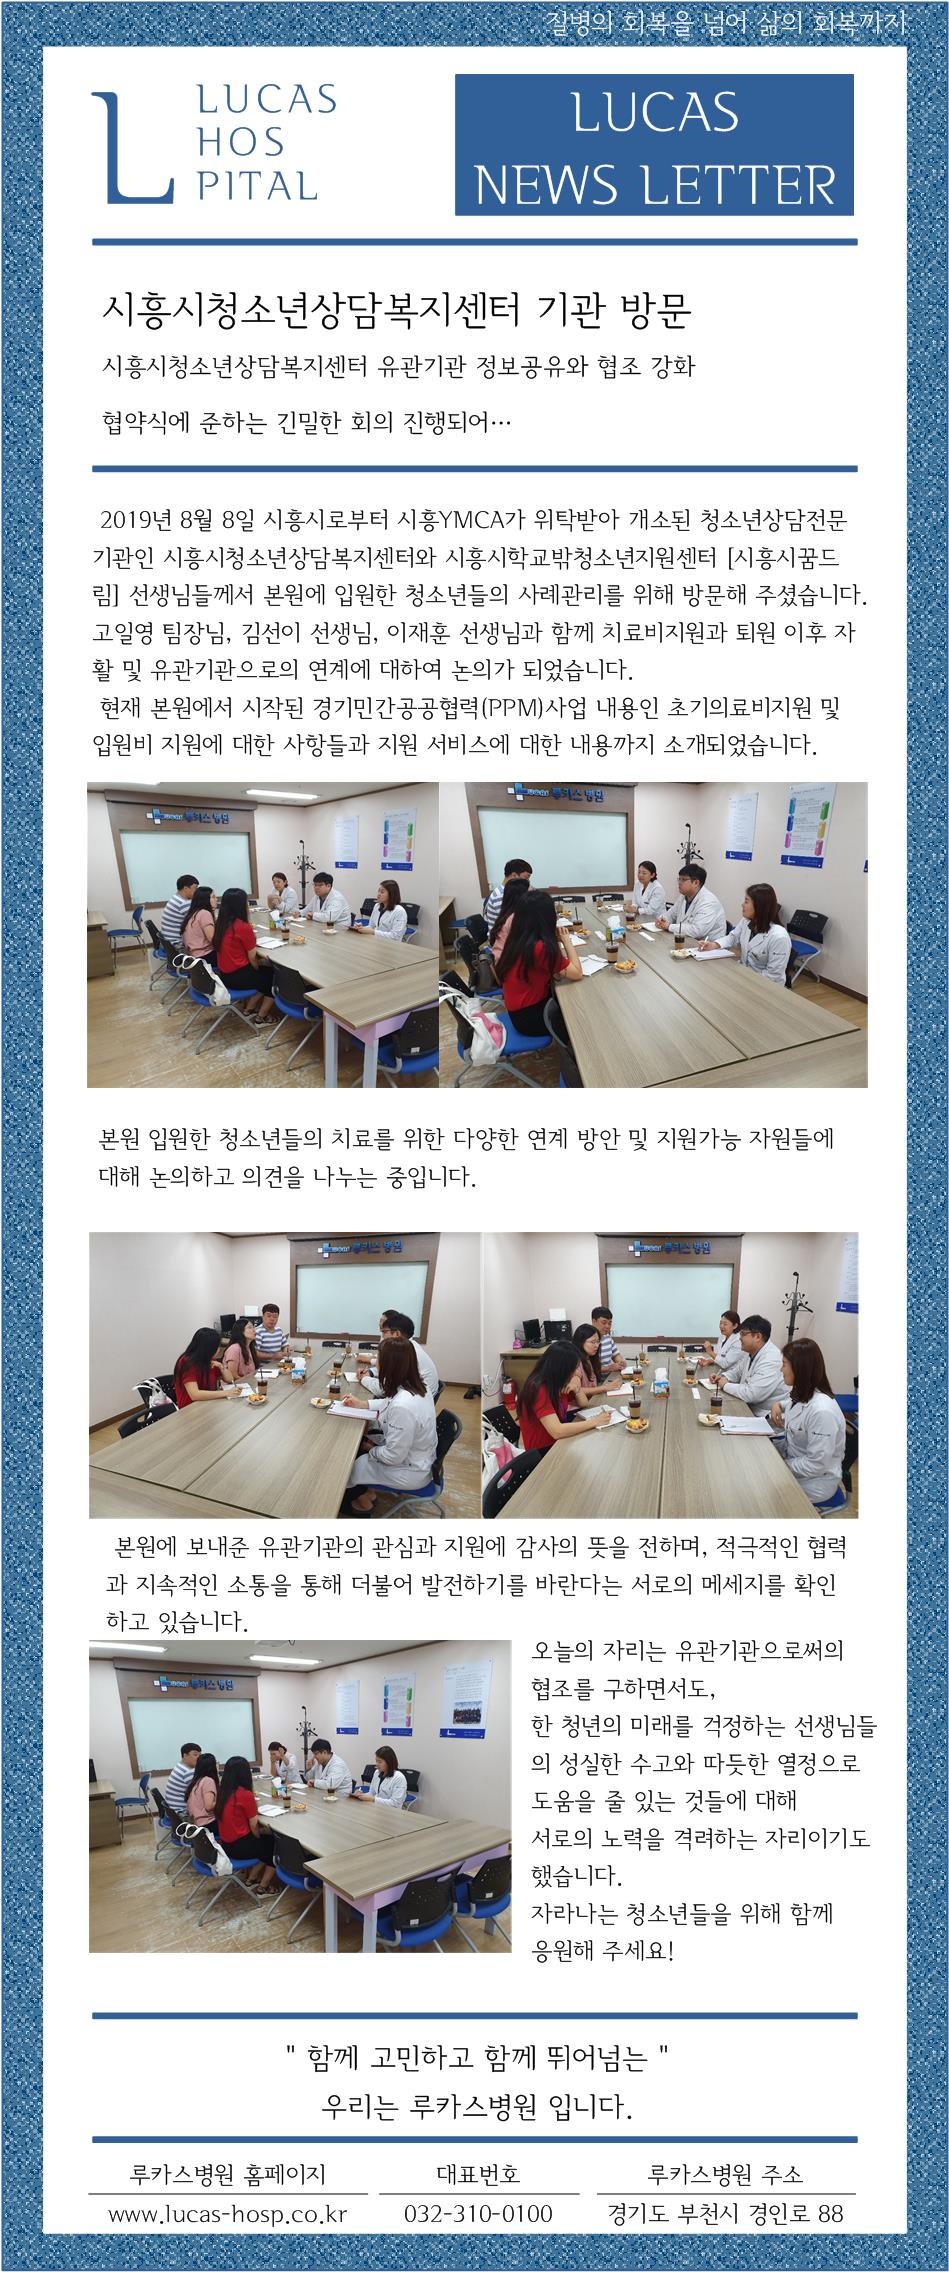 질병의 회복을 넘어 삶의 회복까지
LUCAS
HOS
PITAL
LUCAS
NEWS LETTER
시흥시청소년상담복지센터 기관 방문
시흥시청소년상담복지센터 유관기관 정보공유와 협조 강화
협약식에 준하는 긴밀한 회의 진행되어…
2019년 8월 8일 시흥시로부터 시흥YMCA가 위탁받아 개소된 청소년상담전문
기관인 시흥시청소년상담복지센터와 시흥시학교밖청소년지원센터 [시흥시꿈드
림] 선생님들께서 본원에 입원한 청소년들의 사례관리를 위해 방문해 주셨습니다.
고일영 팀장님, 김선이 선생님, 이재훈 선생님과 함께 치료비지원과 퇴원 이후 자
활 및 유관기관으로의 연계에 대하여 논의가 되었습니다.
현재 본원에서 시작된 경기민간공공협력(PPM)사업 내용인 초기의료비지원 및
입원비 지원에 대한 사항들과 지원 서비스에 대한 내용까지 소개되었습니다.
Lucas 루카스병원
Lucas 루카스병원
본원 입원한 청소년들의 치료를 위한 다양한 연계 방안 및 지원가능 자원들에
대해 논의하고 의견을 나누는 중입니다.
Lucas 루카스병원
Lucas 루카스병원
본원에 보내준 유관기관의 관심과 지원에 감사의 뜻을 전하며, 적극적인 협력
과 지속적인 소통을 통해 더불어 발전하기를 바란다는 서로의 메세지를 확인
하고 있습니다.
Lucas 루카스병원
오늘의 자리는 유관기관으로써의
협조를 구하면서도,
한 청년의 미래를 걱정하는 선생님들
의 성실한 수고와 따듯한 열정으로
도움을 줄 있는 것들에 대해
서로의 노력을 격려하는 자리이기도
했습니다.
자라나는 청소년들을 위해 함께
응원해 주세요!
" 함께 고민하고 함께 뛰어넘는 "
우리는 루카스병원 입니다.
루카스병원 홈페이지 대표번호 루카스병원 주소
www.lucas-hosp.co.kr 032-310-0100 경기도 부천시 경인로 88